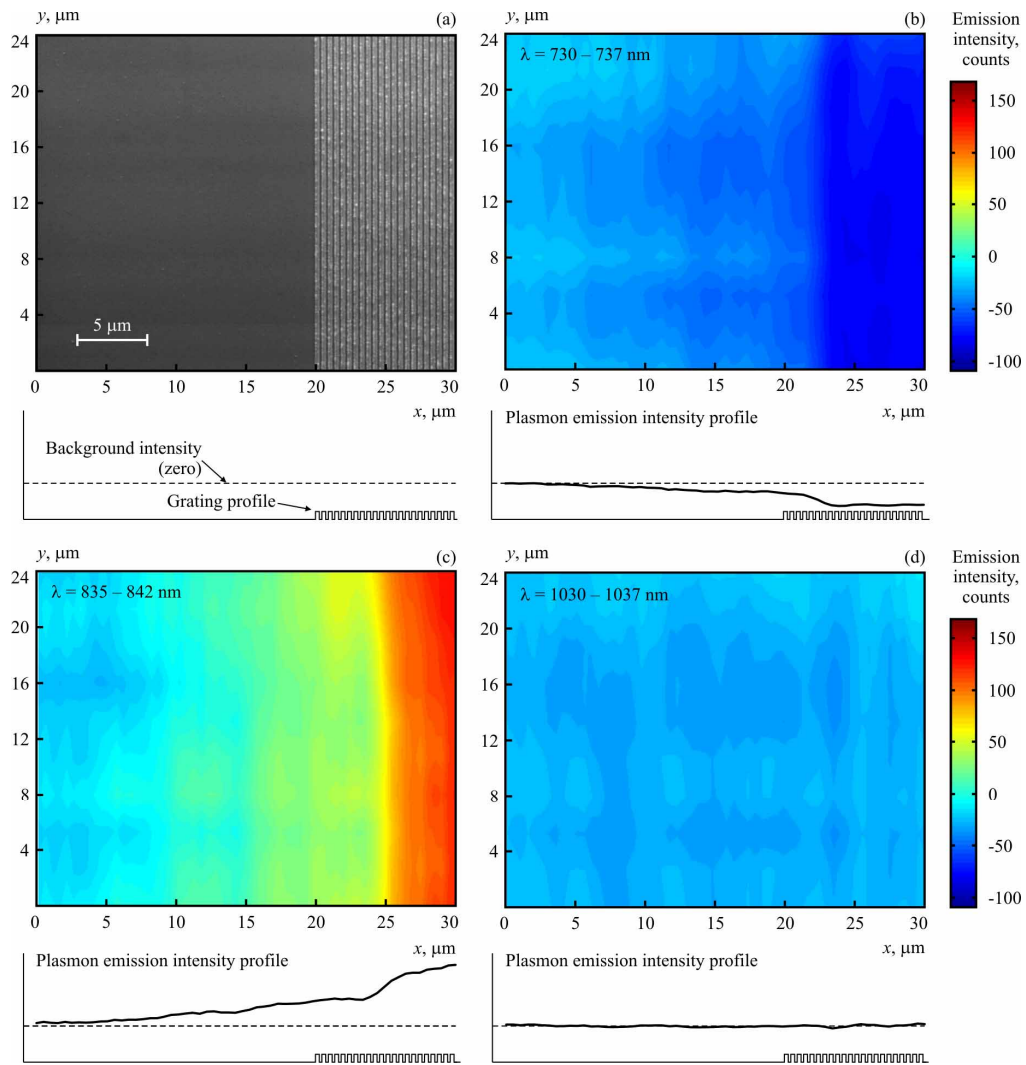 y, μm
(a)
24
20
16
12
8
4
5 μm
0
5
10
15
20
25
30
x, μm
Background intensity
(zero)
Grating profile
y, μm
(b)
Emission
intensity,
counts
λ = 730 – 737 nm
24
20
16
12
8
4
0
5
10
15
20
25
30
150
100
50
0
-50
-100
Plasmon emission intensity profile
x, μm
y, μm
(c)
λ = 835 – 842 nm
24
20
16
12
8
4
0
5
10
15
20
25
30
x, μm
Plasmon emission intensity profile
y, μm
(d)
Emission
intensity,
counts
λ = 1030 – 1037 nm
24
20
16
12
8
4
0
5
10
15
20
25
30
150
100
50
0
-50
-100
x, μm
Plasmon emission intensity profile